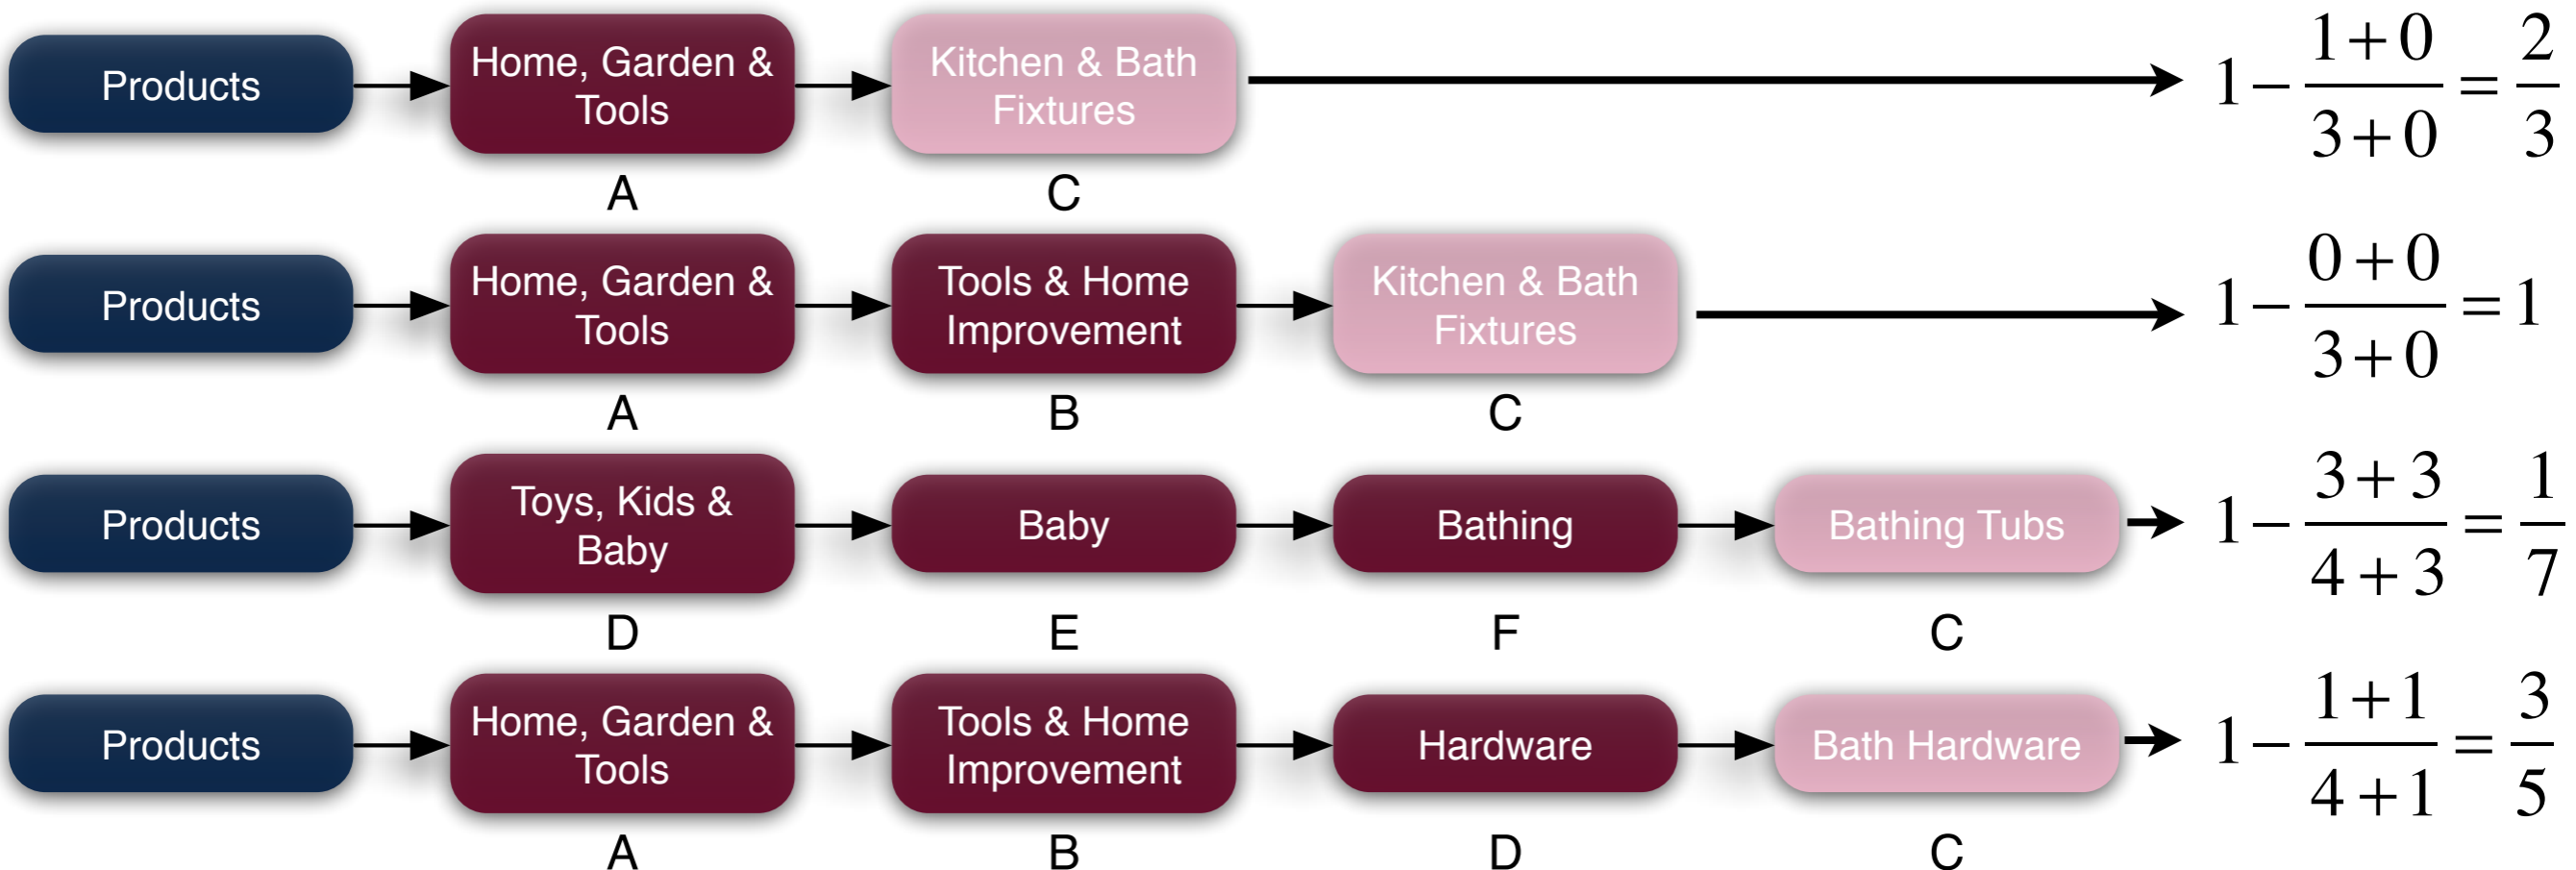 Products
Home, Garden &
Tools
Kitchen & Bath
Fixtures
1 − (1+0)/(3+0) = 2/3
A
C
Products
Home, Garden &
Tools
Tools & Home
Improvement
Kitchen & Bath
Fixtures
1 − (0+0)/(3+0) = 1
A
B
C
Products
Toys, Kids &
Baby
Baby
Bathing
Bathing Tubs
1 − (3+3)/(4+3) = 1/7
D
E
F
C
Products
Home, Garden &
Tools
Tools & Home
Improvement
Hardware
Bath Hardware
1 − (1+1)/(4+1) = 3/5
A
B
D
C